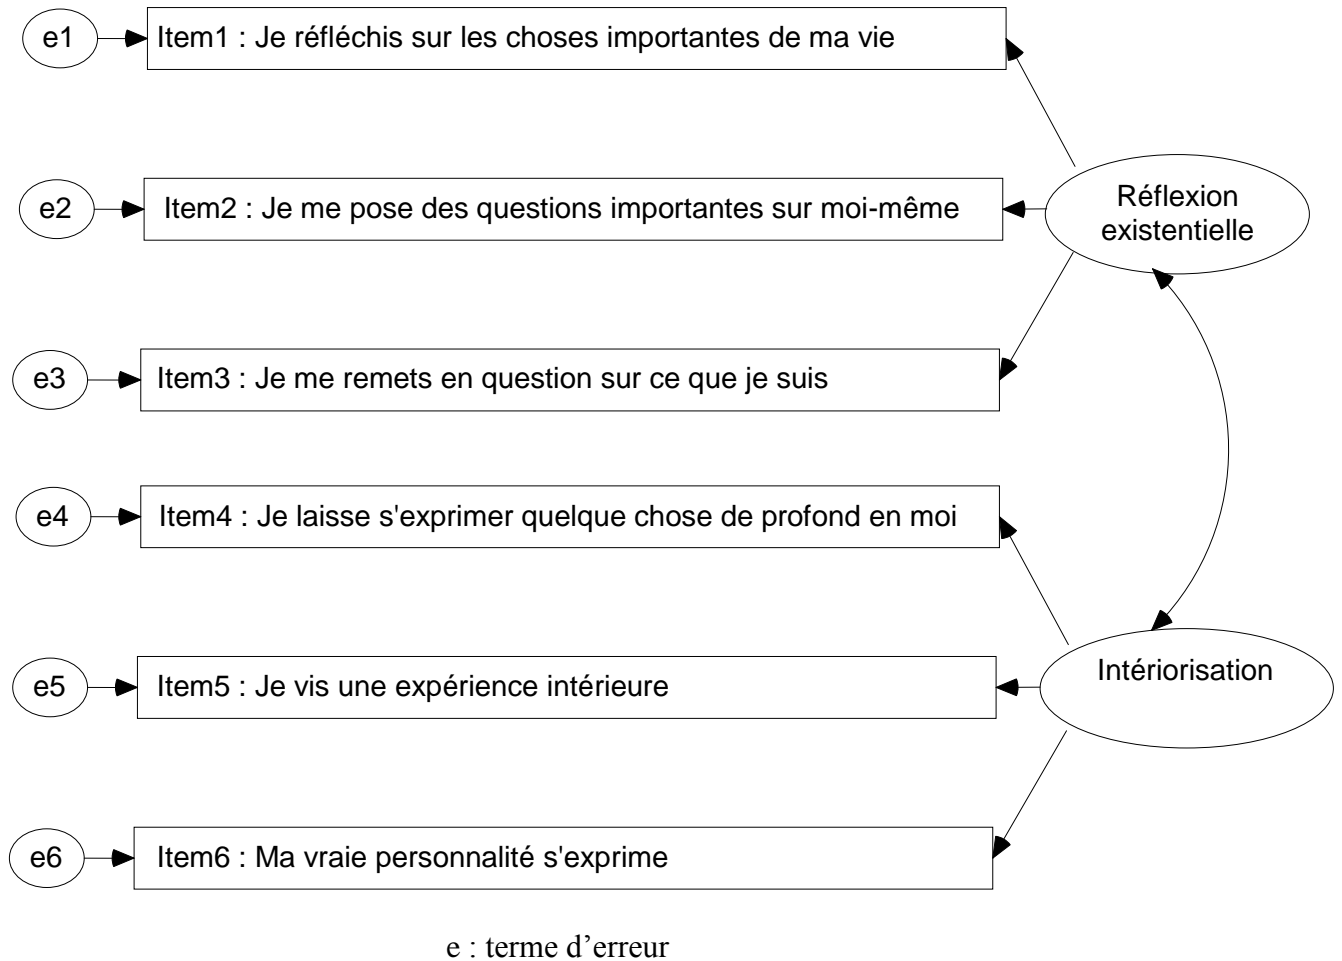 e1
Item1 : Je réfléchis sur les choses importantes de ma vie
e2
Item2 : Je me pose des questions importantes sur moi-même
Réflexion
existentielle
e3
Item3 : Je me remets en question sur ce que je suis
e4
Item4 : Je laisse s'exprimer quelque chose de profond en moi
e5
Item5 : Je vis une expérience intérieure
Intériorisation
e6
Item6 : Ma vraie personnalité s'exprime
e : terme d’erreur